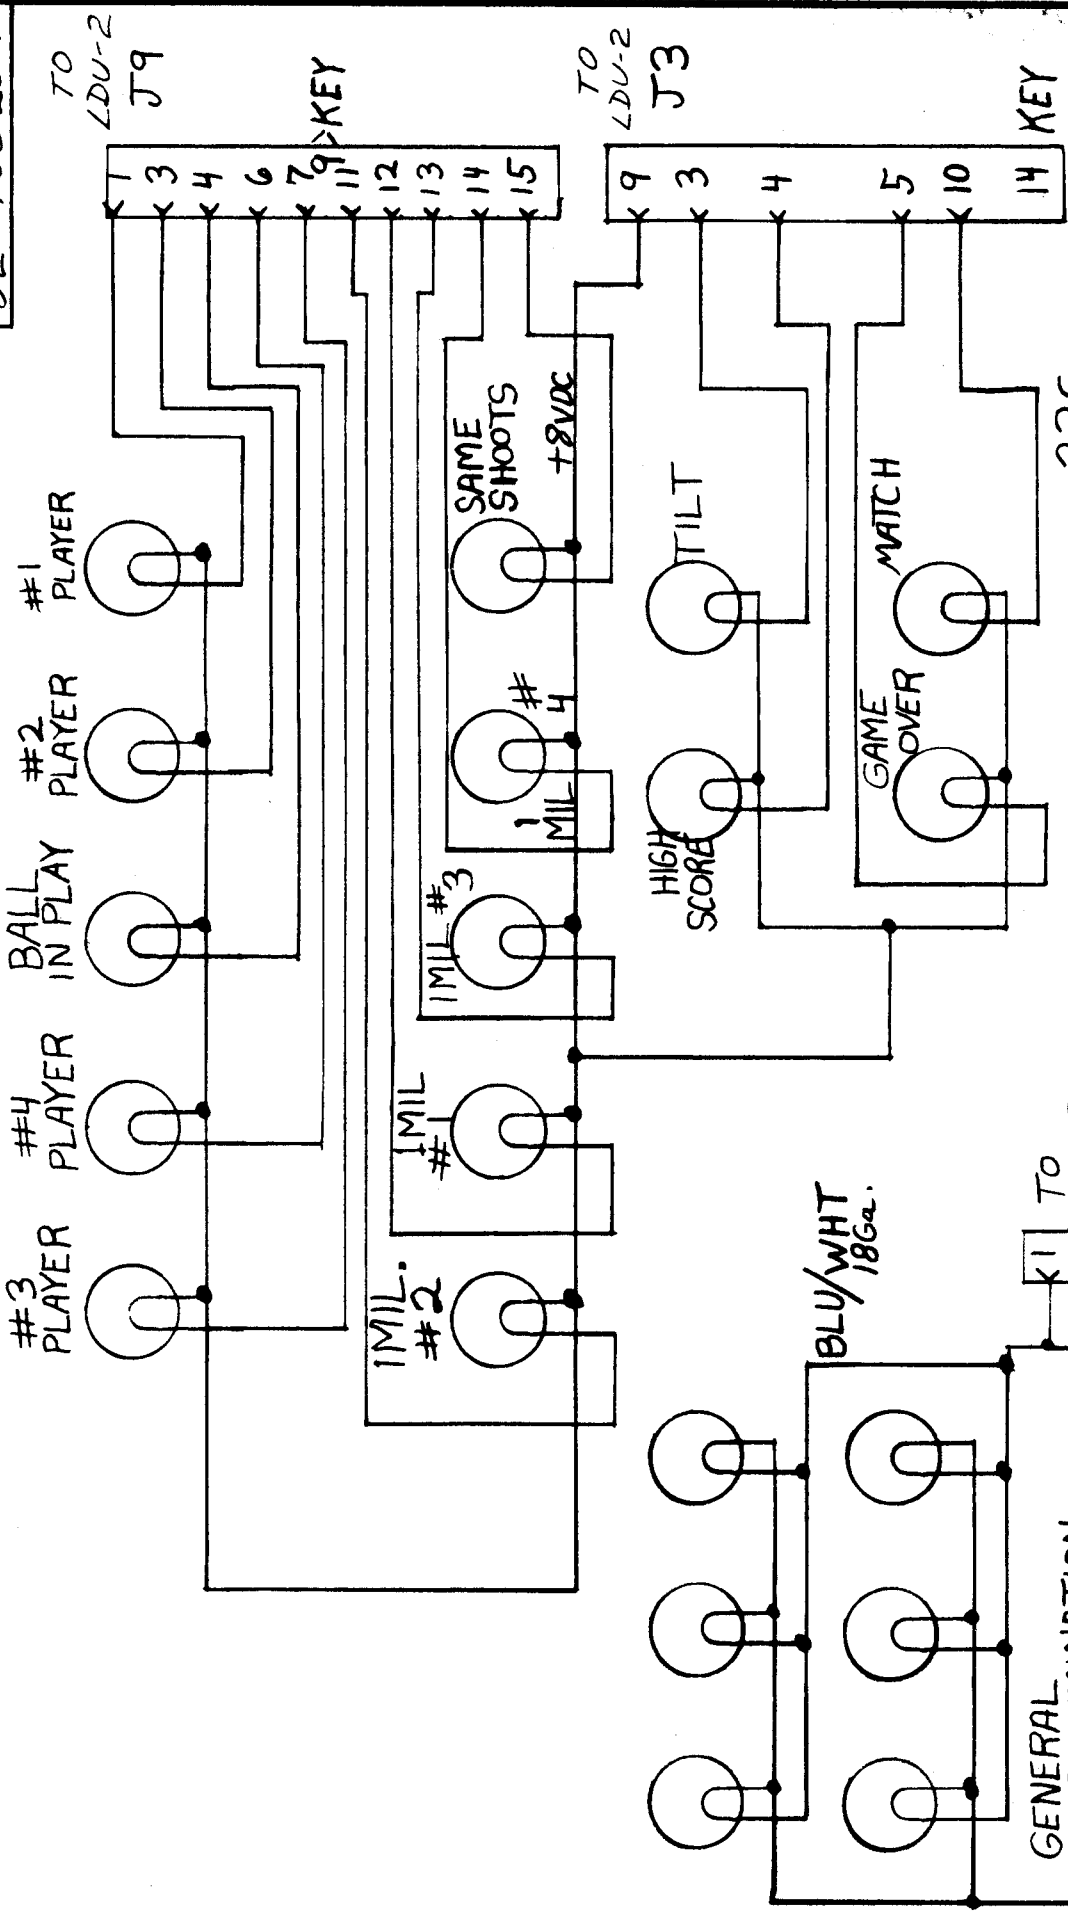 TO
LDU-2
J9
1
3
4
6
7
9>KEY
11
12
13
14
15
TO
LDU-2
J3
9
3
4
5
10
14
KEY
#1
PLAYER
#2
PLAYER
BALL
IN PLAY
#4
PLAYER
#3
PLAYER
SAME
SHOOTS
+8VDC
1
MIL
#
4
1MIL #3
1MIL
#
1MIL.
#2
TILT
HIGH
SCORE
MATCH
GAME
OVER
BLU/WHT
18Ga.
1
TO
GENERAL